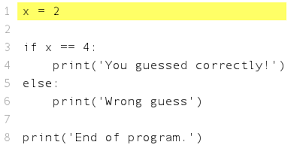 1 x = 2
2
3 if x == 4:
4     print('You guessed correctly!')
5 else:
6     print('Wrong guess')
7
8 print('End of program.')